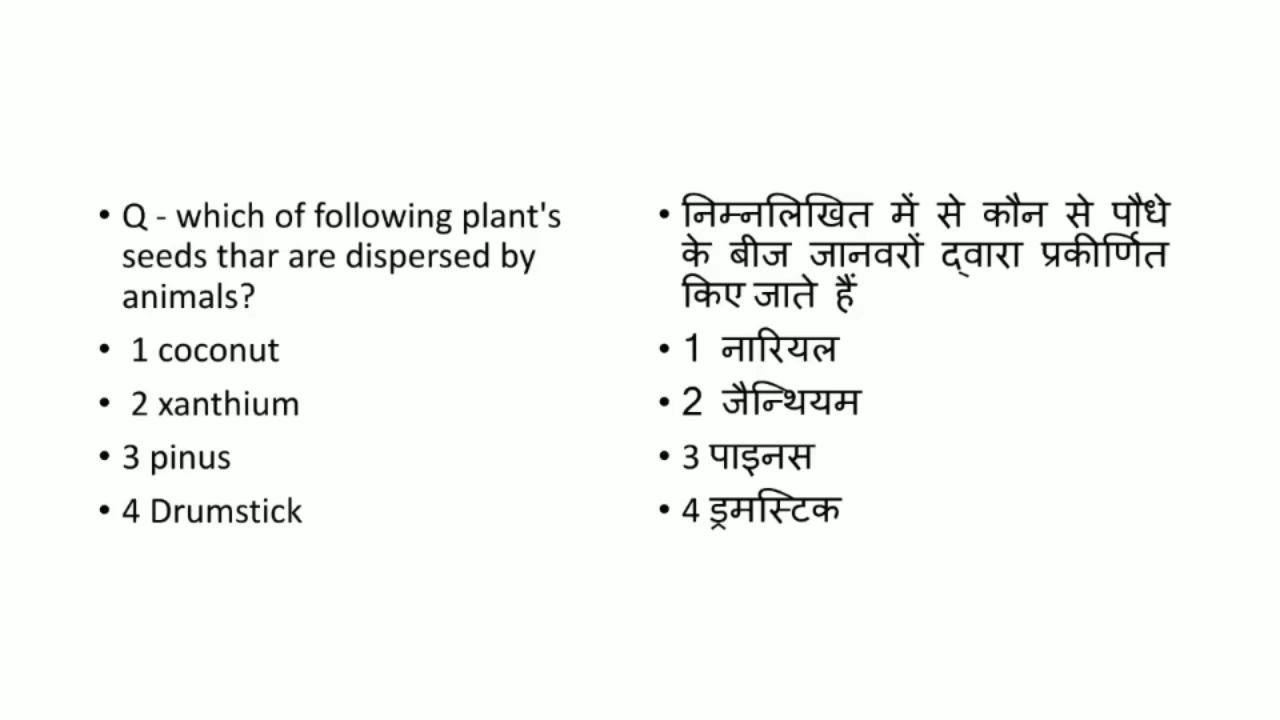 • Q - which of following plant's
seeds thar are dispersed by
animals?
• 1 coconut
• 2 xanthium
• 3 pinus
• 4 Drumstick
• निम्नलिखित में से कौन से पौधे
के बीज जानवरों द्वारा प्रकीर्णित
किए जाते हैं
• 1 नारियल
• 2 जैन्थियम
• 3 पाइनस
• 4 ड्रमस्टिक